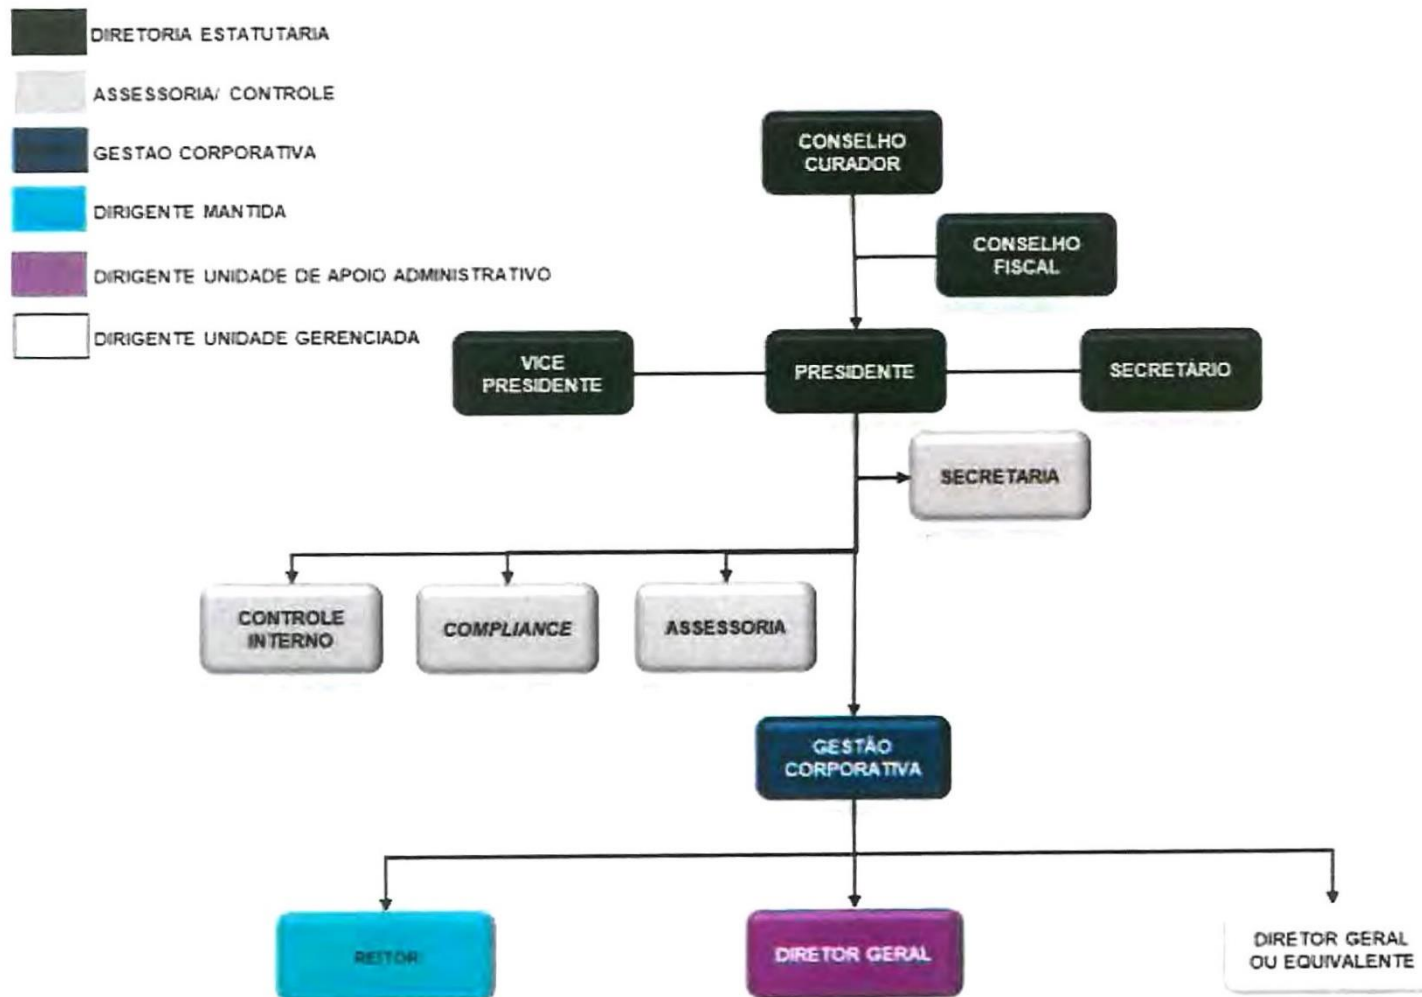 DIRETORIA ESTATUTARIA
ASSESSORIA/ CONTROLE
GESTAO CORPORATIVA
DIRIGENTE MANTIDA
DIRIGENTE UNIDADE DE APOIO ADMINISTRATIVO
DIRIGENTE UNIDADE GERENCIADA
CONSELHO
CURADOR
CONSELHO
FISCAL
VICE
PRESIDENTE
PRESIDENTE
SECRETÁRIO
SECRETARIA
CONTROLE
INTERNO
COMPLIANCE
ASSESSORIA
GESTÃO
CORPORATIVA
REITOR
DIRETOR GERAL
DIRETOR GERAL
OU EQUIVALENTE